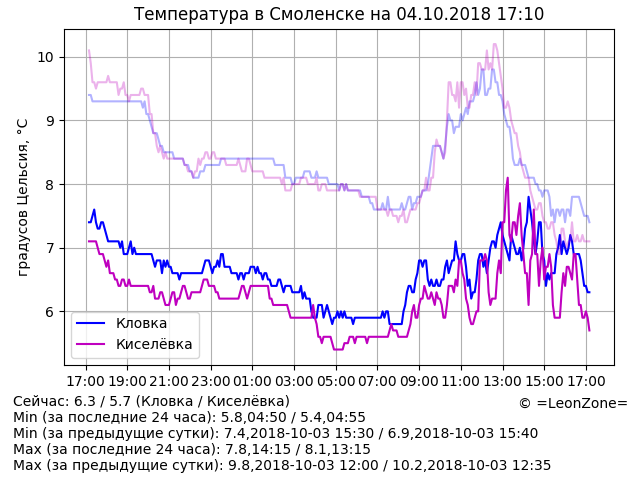 Температура в Смоленске на 04.10.2018 17:10
градусов Цельсия, °C
10
9
8
7
6
Кловка
Киселёвка
17:00 19:00 21:00 23:00 01:00 03:00 05:00 07:00 09:00 11:00 13:00 15:00 17:00
Сейчас: 6.3 / 5.7 (Кловка / Киселёвка)
© =LeonZone=
Min (за последние 24 часа): 5.8,04:50 / 5.4,04:55
Min (за предыдущие сутки): 7.4,2018-10-03 15:30 / 6.9,2018-10-03 15:40
Max (за последние 24 часа): 7.8,14:15 / 8.1,13:15
Max (за предыдущие сутки): 9.8,2018-10-03 12:00 / 10.2,2018-10-03 12:35